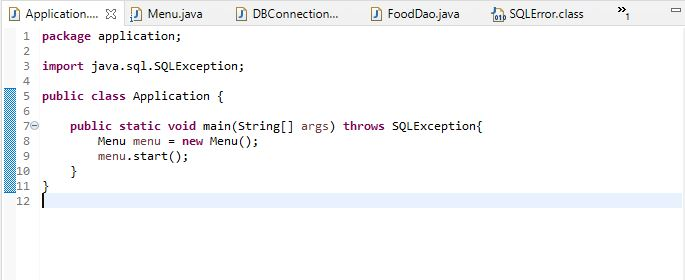 Application.... Menu.java DBConnection... FoodDao.java SQLError.class »1
1 package application;
2
3 import java.sql.SQLException;
4
5 public class Application {
6
7 public static void main(String[] args) throws SQLException{
8 Menu menu = new Menu();
9 menu.start();
10 }
11 }
12